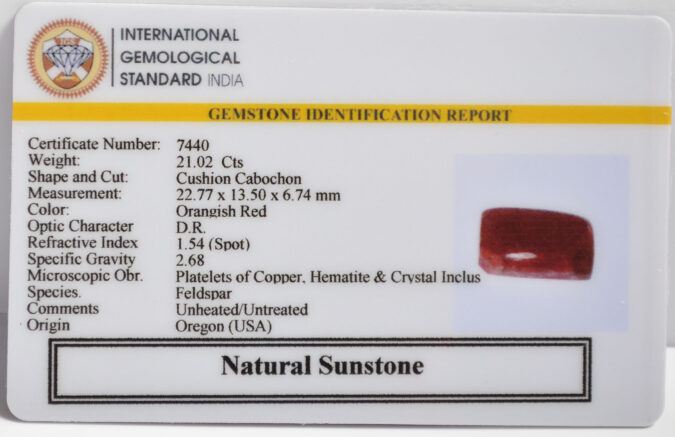 IGS
INTERNATIONAL
GEMOLOGICAL
STANDARD INDIA
GEMSTONE IDENTIFICATION REPORT
Certificate Number: 7440
Weight: 21.02 Cts
Shape and Cut: Cushion Cabochon
Measurement: 22.77 x 13.50 x 6.74 mm
Color: Orangish Red
Optic Character D.R.
Refractive Index 1.54 (Spot)
Specific Gravity 2.68
Microscopic Obr. Platelets of Copper, Hematite & Crystal Inclus
Species. Feldspar
Comments Unheated/Untreated
Origin Oregon (USA)
Natural Sunstone